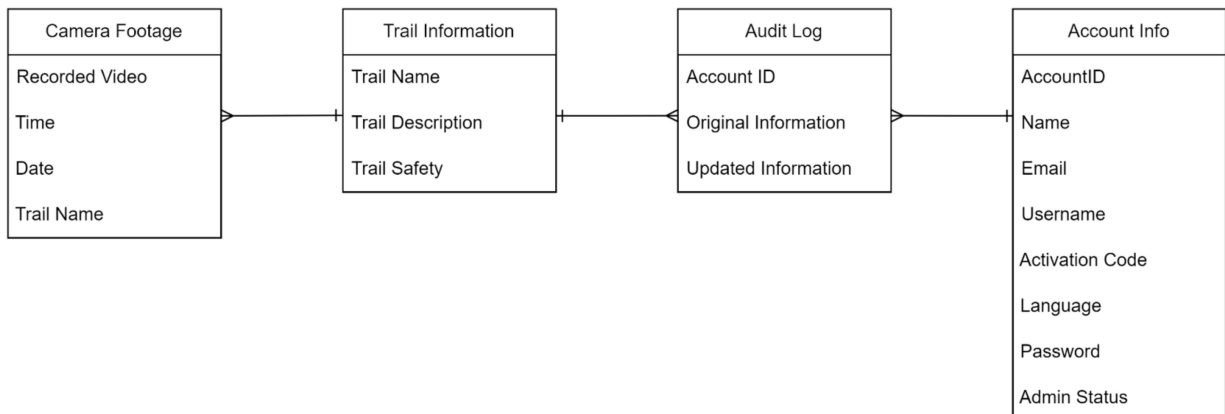 Camera Footage
Recorded Video
Time
Date
Trail Name
Trail Information
Trail Name
Trail Description
Trail Safety
Audit Log
Account ID
Original Information
Updated Information
Account Info
AccountID
Name
Email
Username
Activation Code
Language
Password
Admin Status